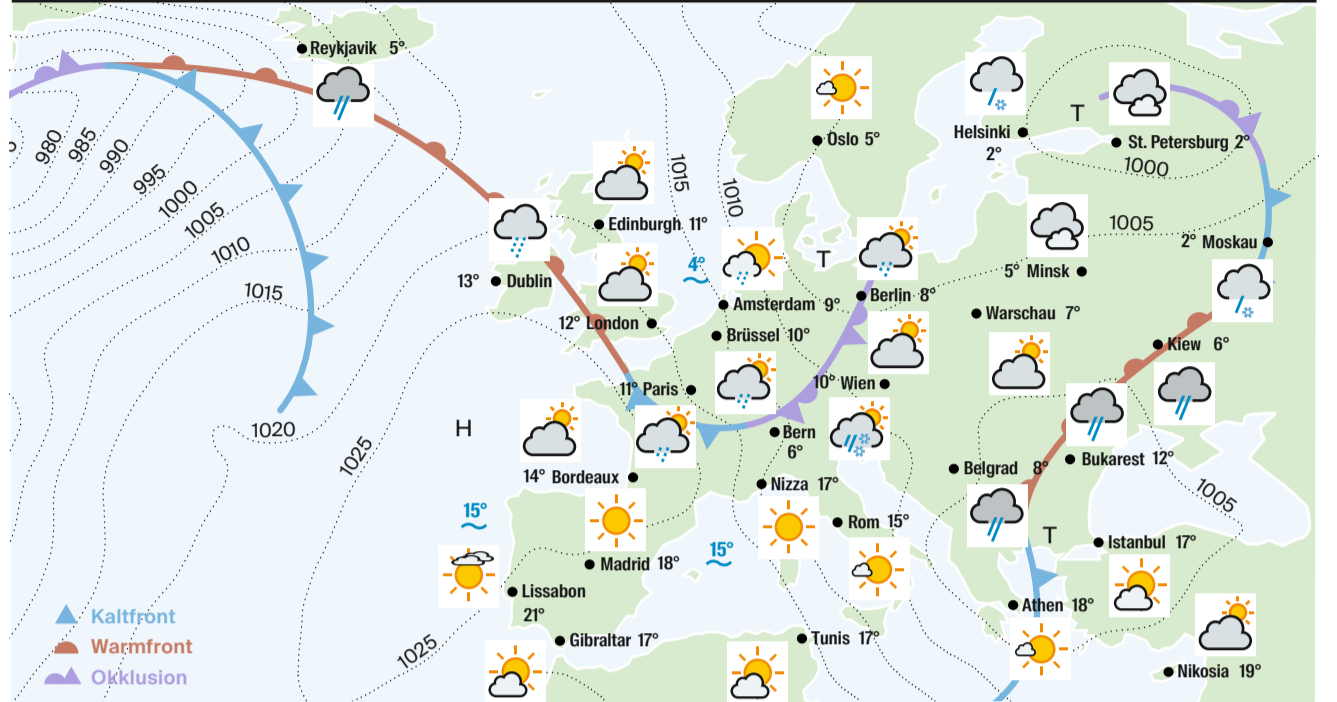 Reykjavik 5°
980
985
990
995
1000
1005
1010
1015
1020
1025
1025
H
Oslo 5°
Helsinki
2°
T
St. Petersburg 2°
1000
1015
1010
Edinburgh 11°
1005
2° Moskau
13° Dublin
4°
T
5° Minsk
Amsterdam 9°
Berlin 8°
12° London
Warschau 7°
Brüssel 10°
Kiew 6°
11° Paris
10° Wien
Bern
6°
14° Bordeaux
Belgrad 8°
Bukarest 12°
Nizza 17°
1005
15°
Rom 15°
T
15°
Istanbul 17°
Madrid 18°
Lissabon
21°
Athen 18°
Gibraltar 17°
Tunis 17°
Nikosia 19°
Kaltfront
Warmfront
Okklusion